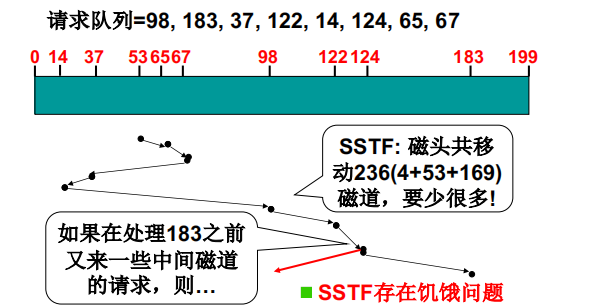 请求队列=98, 183, 37, 122, 14, 124, 65, 67
0 14 37 53 65 67 98 122 124 183 199
SSTF: 磁头共移
动236(4+53+169)
磁道，要少很多!
如果在处理183之前
又来一些中间磁道
的请求，则…
SSTF存在饥饿问题